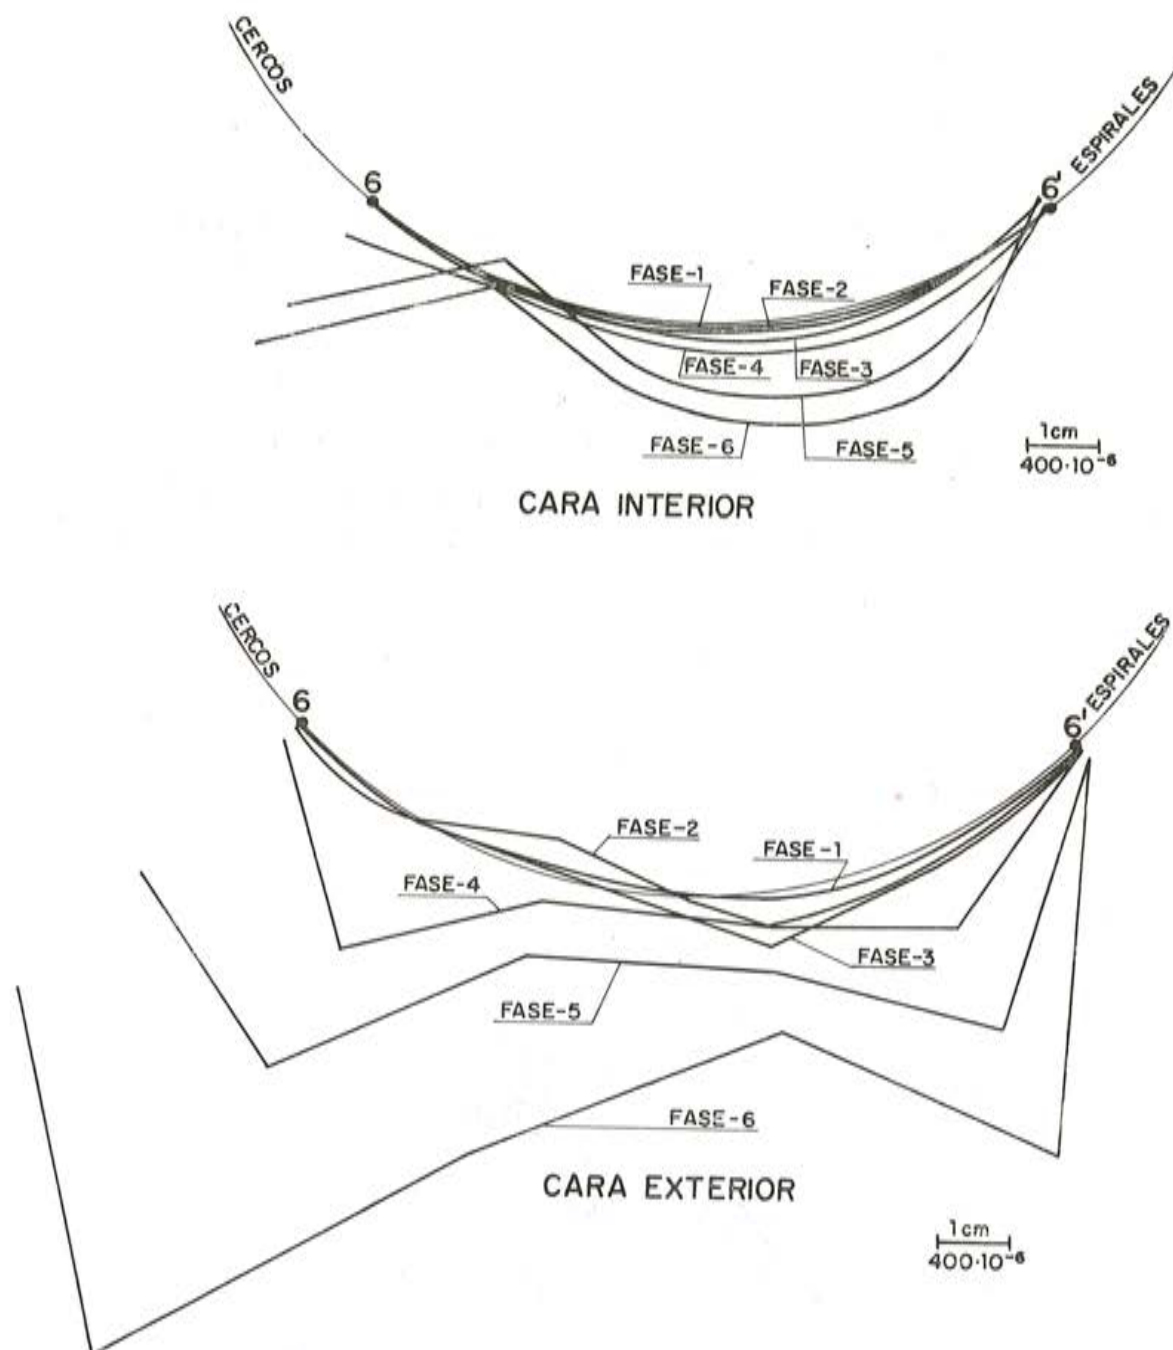 CERCOS
ESPIRALES
6
6′
FASE-1
FASE-2
FASE-4
FASE-3
FASE-6
FASE-5
1cm
400·10⁻⁶
CARA INTERIOR
CERCOS
ESPIRALES
6
6′
FASE-2
FASE-1
FASE-4
FASE-3
FASE-5
FASE-6
CARA EXTERIOR
1cm
400·10⁻⁶